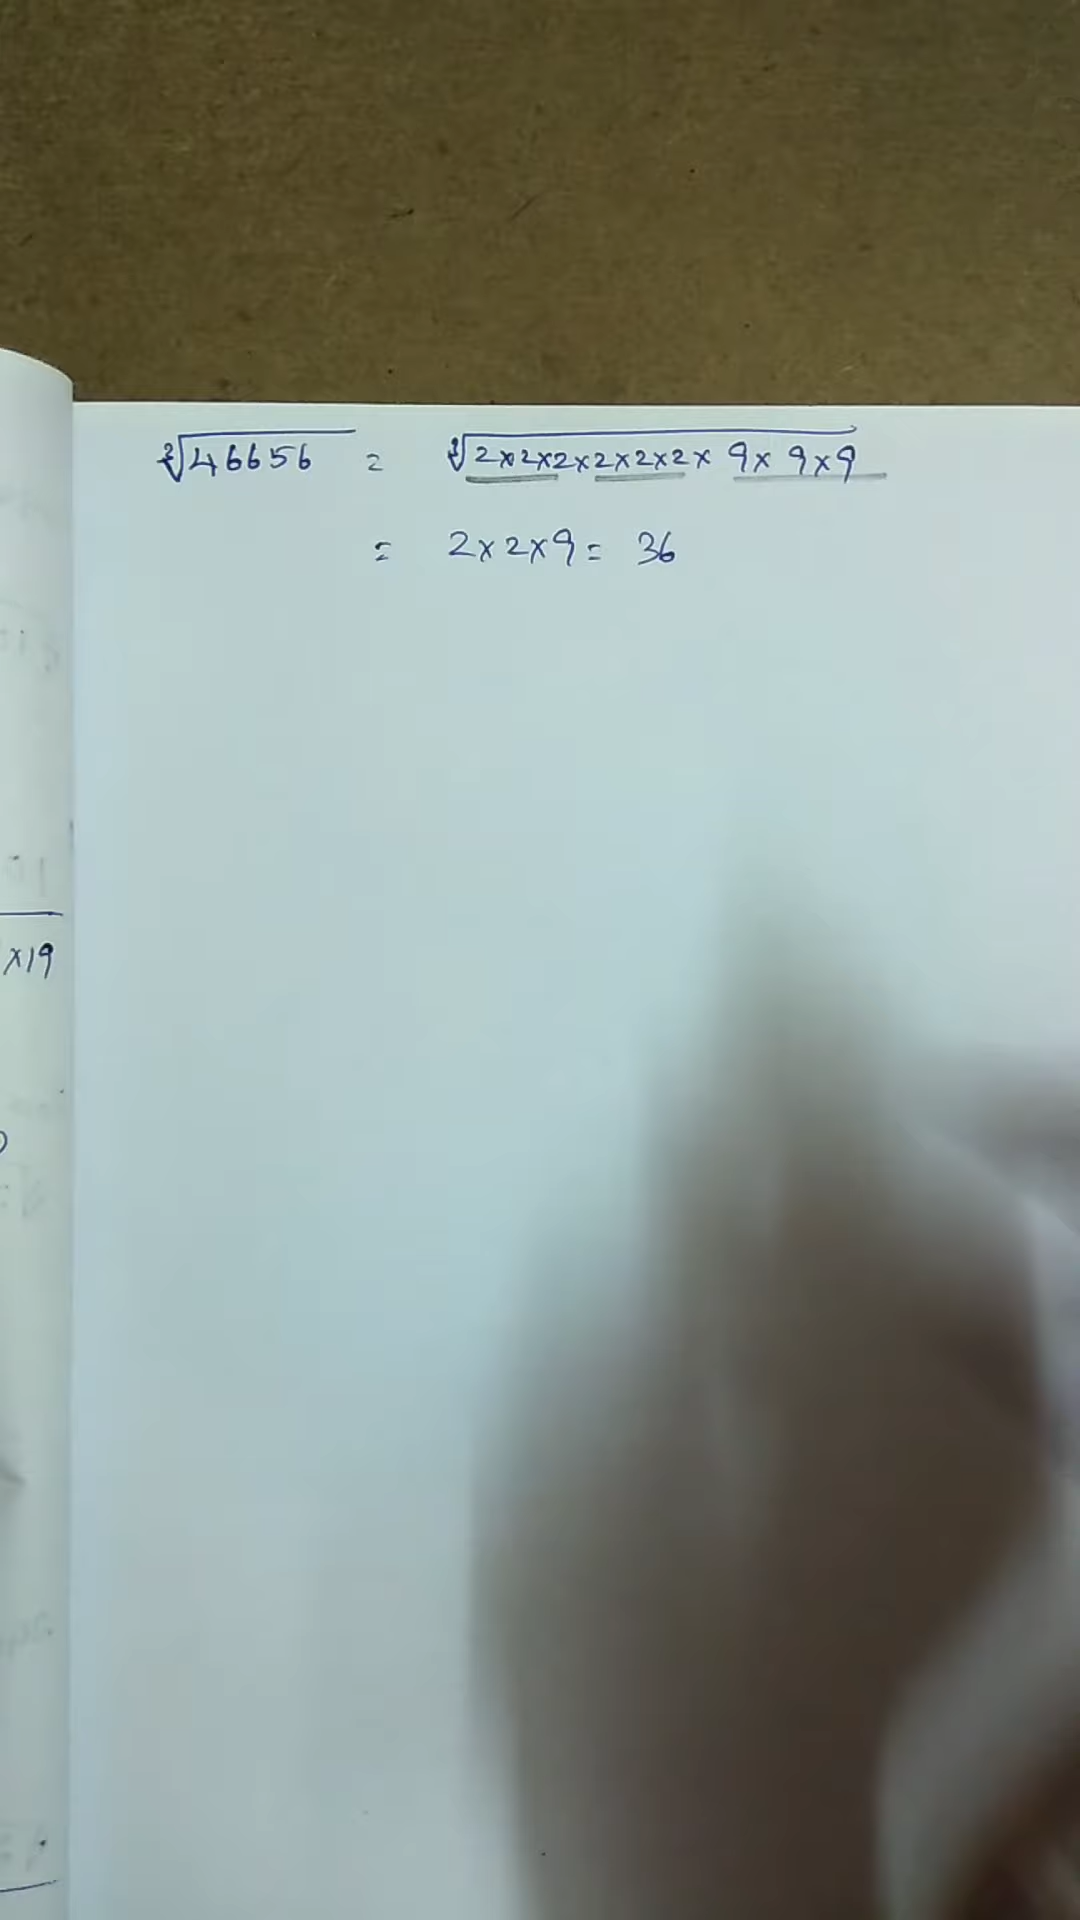 ∛46656 = ∛2×2×2×2×2×2× 9× 9×9
= 2×2×9 = 36
×19